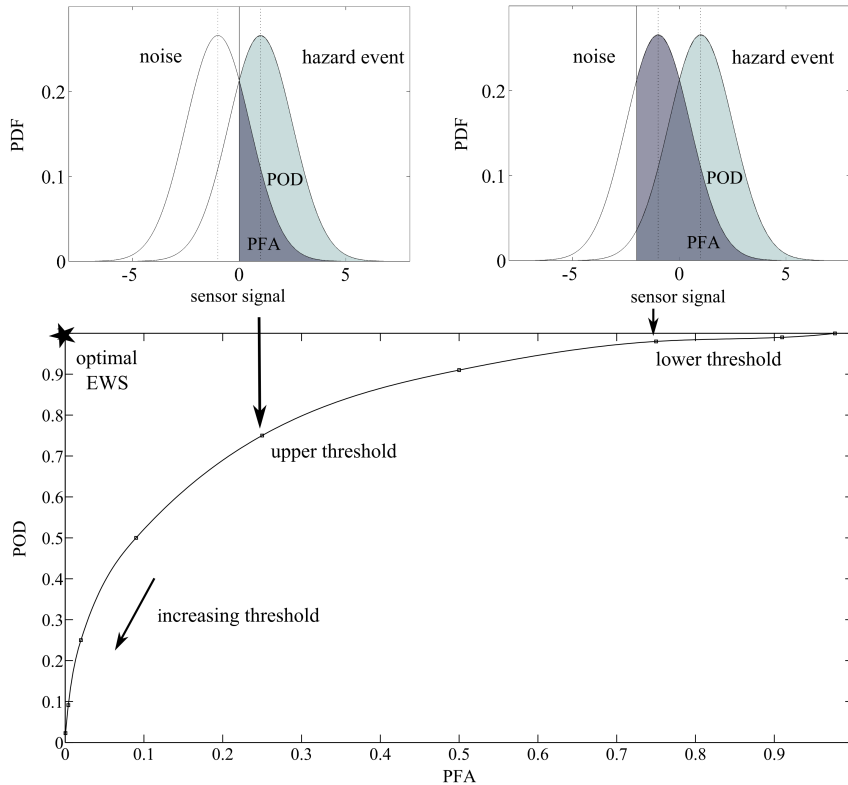 noise
hazard event
0.2
0.1
0
PDF
POD
PFA
-5
0
5
sensor signal
noise
hazard event
0.2
0.1
0
PDF
POD
PFA
-5
0
5
sensor signal
optimal
EWS
lower threshold
upper threshold
increasing threshold
POD
0.9
0.8
0.7
0.6
0.5
0.4
0.3
0.2
0.1
0
0
0.1
0.2
0.3
0.4
0.5
0.6
0.7
0.8
0.9
PFA